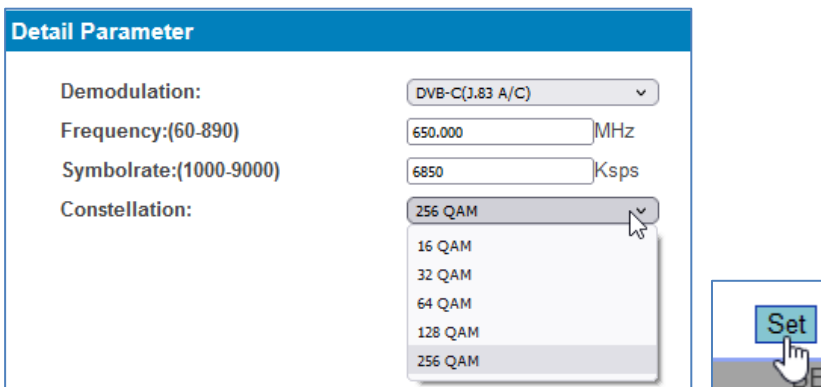 Detail Parameter
Demodulation: DVB-C(J.83 A/C)
Frequency:(60-890) 650.000 MHz
Symbolrate:(1000-9000) 6850 Ksps
Constellation: 256 QAM
16 QAM
32 QAM
64 QAM
128 QAM
256 QAM
Set